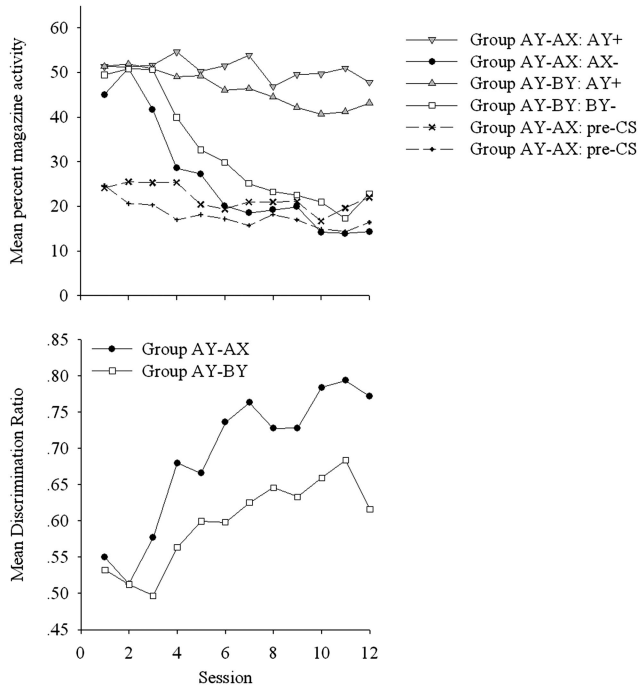 60
50
40
30
20
10
0
Mean percent magazine activity
Group AY-AX: AY+
Group AY-AX: AX-
Group AY-BY: AY+
Group AY-BY: BY-
Group AY-AX: pre-CS
Group AY-AX: pre-CS
.85
.80
.75
.70
.65
.60
.55
.50
.45
Mean Discrimination Ratio
Group AY-AX
Group AY-BY
0 2 4 6 8 10 12
Session